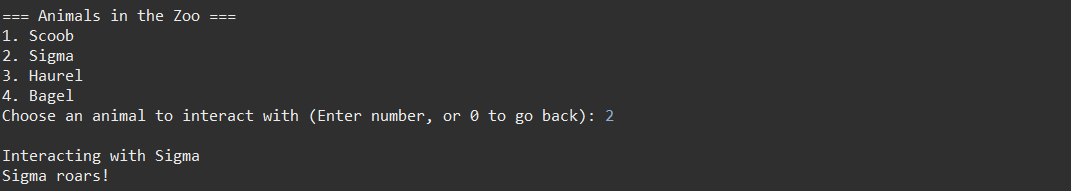 === Animals in the Zoo ===
1. Scoob
2. Sigma
3. Haurel
4. Bagel
Choose an animal to interact with (Enter number, or 0 to go back): 2
Interacting with Sigma
Sigma roars!